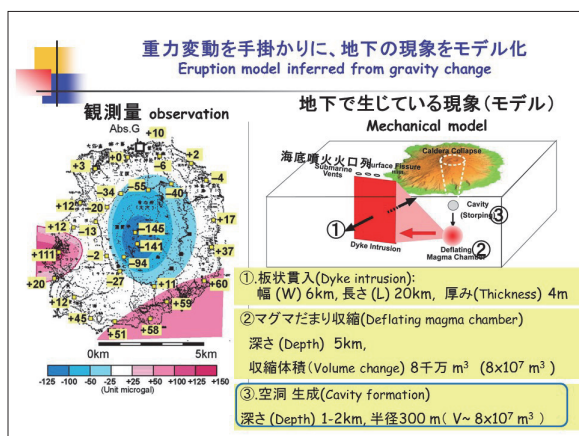 重力変動を手掛かりに、地下の現象をモデル化
Eruption model inferred from gravity change
観測量 observation
Abs.G
+10
+01
+2
+3
-6
-4
-55
-40
-34
+12
-20
+17
+12
-13
-145
-141
+37
+111
-2
-94
+20
-27
+11
+60
+12
+59
+45
+58
+51
0km
5km
-125 -100 -50 -25 0 +25 +50 +100 +125 +150
(Unit microgal)
地下で生じている現象(モデル)
Mechanical model
海底噴火火口列
Submarine
Vents
Surface Fissure
Caldera Collapse
Cavity
(Storping)
③
①
Dyke Intrusion
Deflating
Magma Chamber
②
①.板状貫入(Dyke intrusion):
幅 (W) 6km, 長さ (L) 20km, 厚み(Thickness) 4m
②マグマだまり収縮(Deflating magma chamber)
深さ (Depth) 5km,
収縮体積(Volume change) 8千万 m³ (8x10⁷ m³)
③.空洞 生成(Cavity formation)
深さ (Depth) 1-2km, 半径300 m( V~ 8x10⁷ m³)